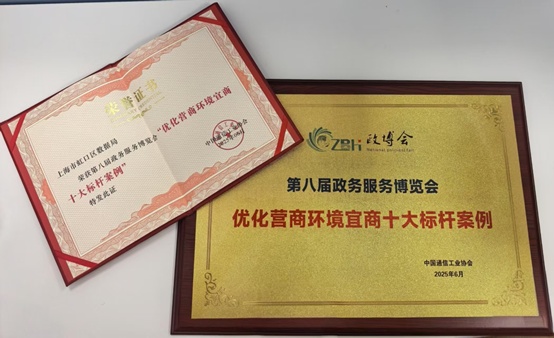 荣誉证书
上海市虹口区数据局
荣获第八届政务服务博览会“优化营商环境宜商
十大标杆案例”
特发此证
中国通信工业协会
ZBH 政博会
第八届政务服务博览会
优化营商环境宜商十大标杆案例
中国通信工业协会
2025年6月